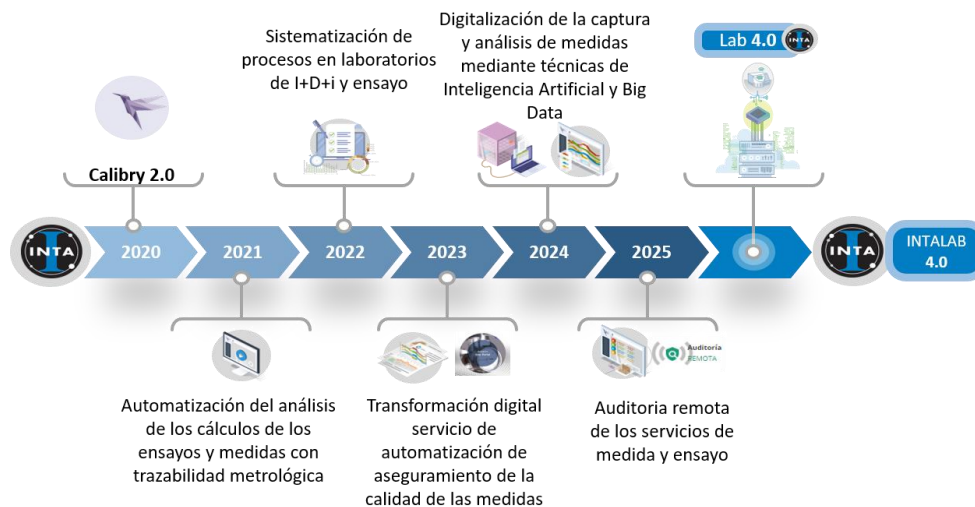 Sistematización de
procesos en laboratorios
de I+D+i y ensayo
Digitalización de la captura
y análisis de medidas
mediante técnicas de
Inteligencia Artificial y Big
Data
Lab 4.0
INTA
Calibry 2.0
INTA
2020
2021
2022
2023
2024
2025
INTA
INTALAB
4.0
Auditoría
REMOTA
Automatización del análisis
de los cálculos de los
ensayos y medidas con
trazabilidad metrológica
Transformación digital
servicio de
automatización de
aseguramiento de la
calidad de las medidas
Auditoria remota
de los servicios de
medida y ensayo